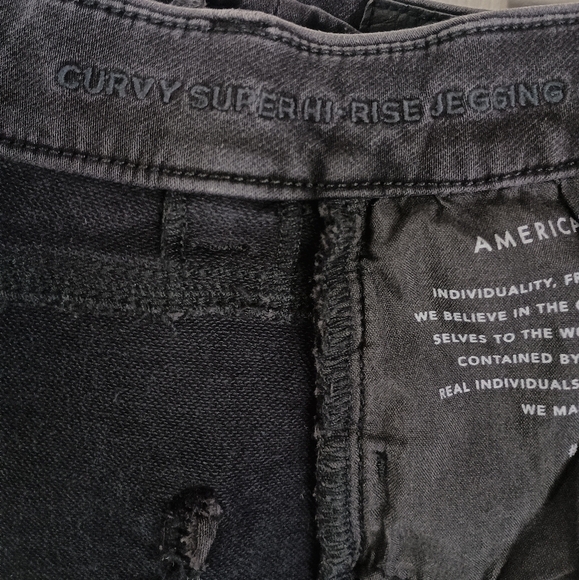 CURVY SUPER HI-RISE JEGGING
AMERICA
INDIVIDUALITY, FR
WE BELIEVE IN THE
SELVES TO THE W
CONTAINED BY
REAL INDIVIDUALS
WE MA
#